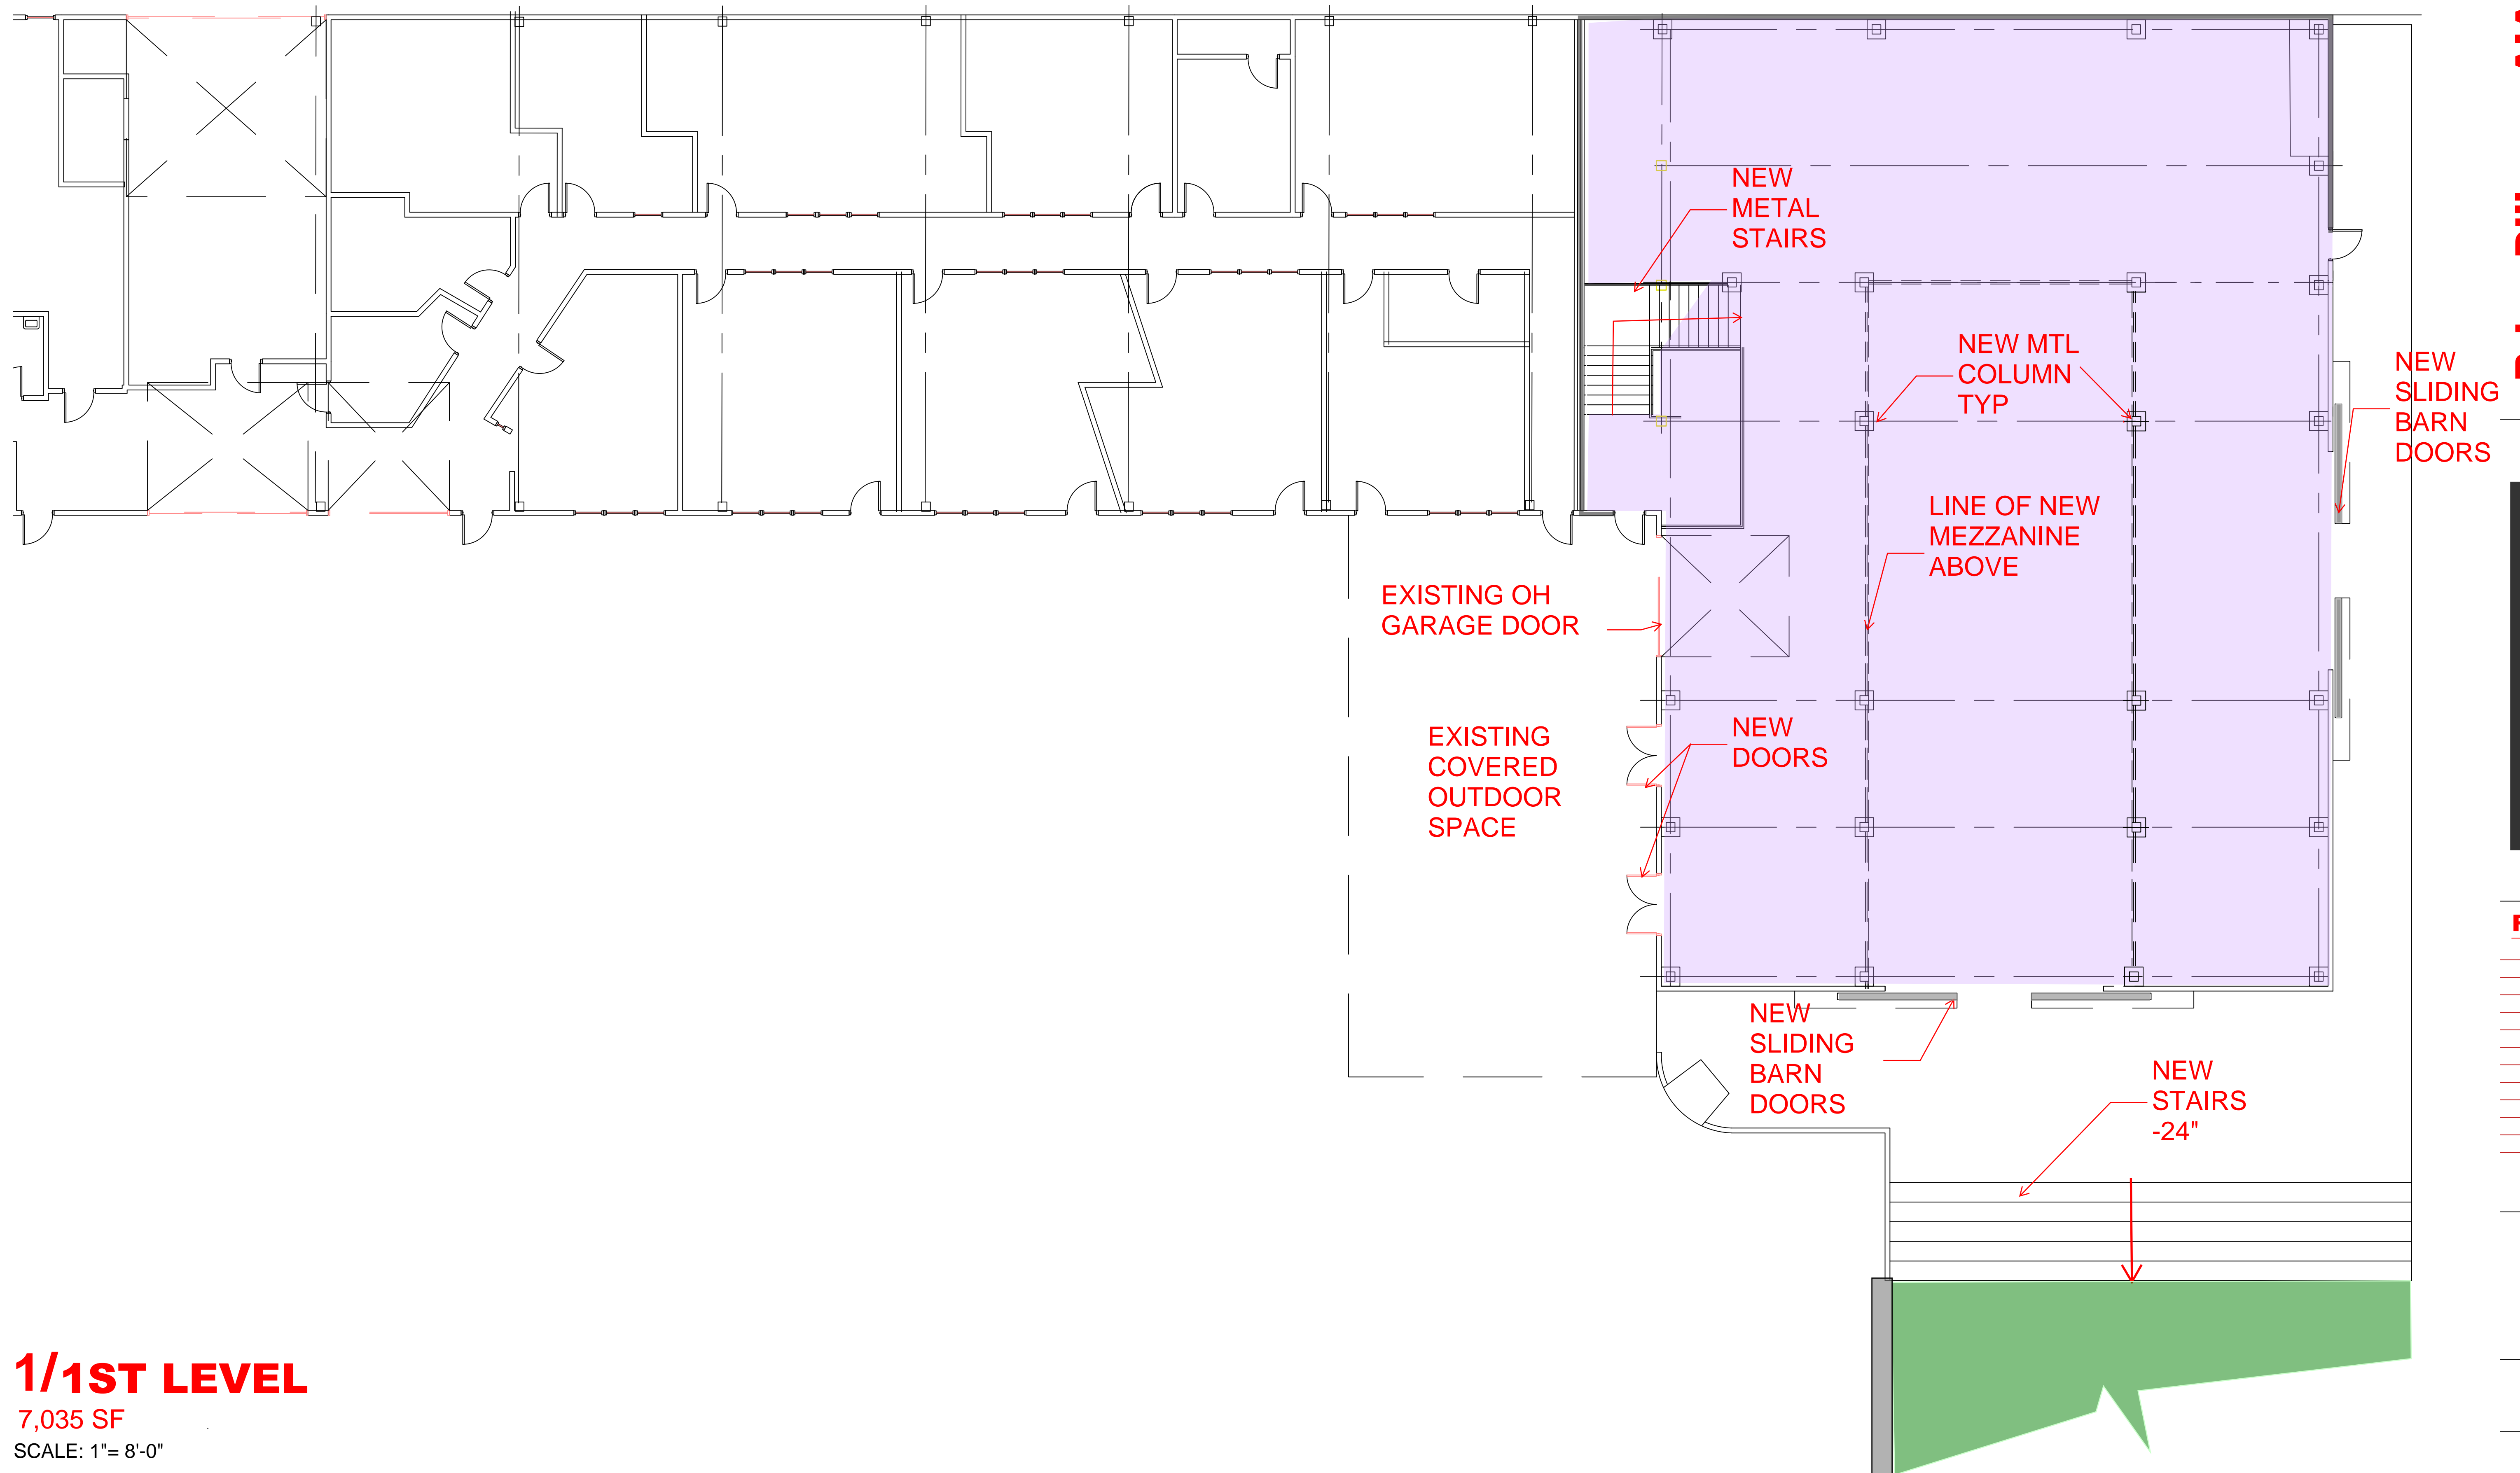 NEW
METAL
STAIRS
NEW MTL
COLUMN
TYP
NEW
SLIDING
BARN
DOORS
LINE OF NEW
MEZZANINE
ABOVE
EXISTING OH
GARAGE DOOR
EXISTING
COVERED
OUTDOOR
SPACE
NEW
DOORS
NEW
SLIDING
BARN
DOORS
NEW
STAIRS
-24"
1/1ST LEVEL
7,035 SF
SCALE: 1"= 8'-0"